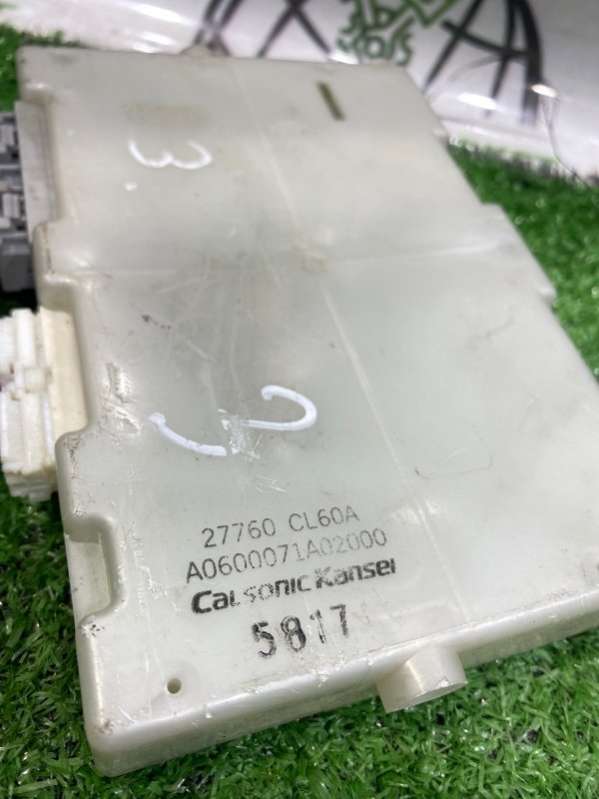 3.
27760 CL60A
A0600071A02000
Calsonic Kansei
5817